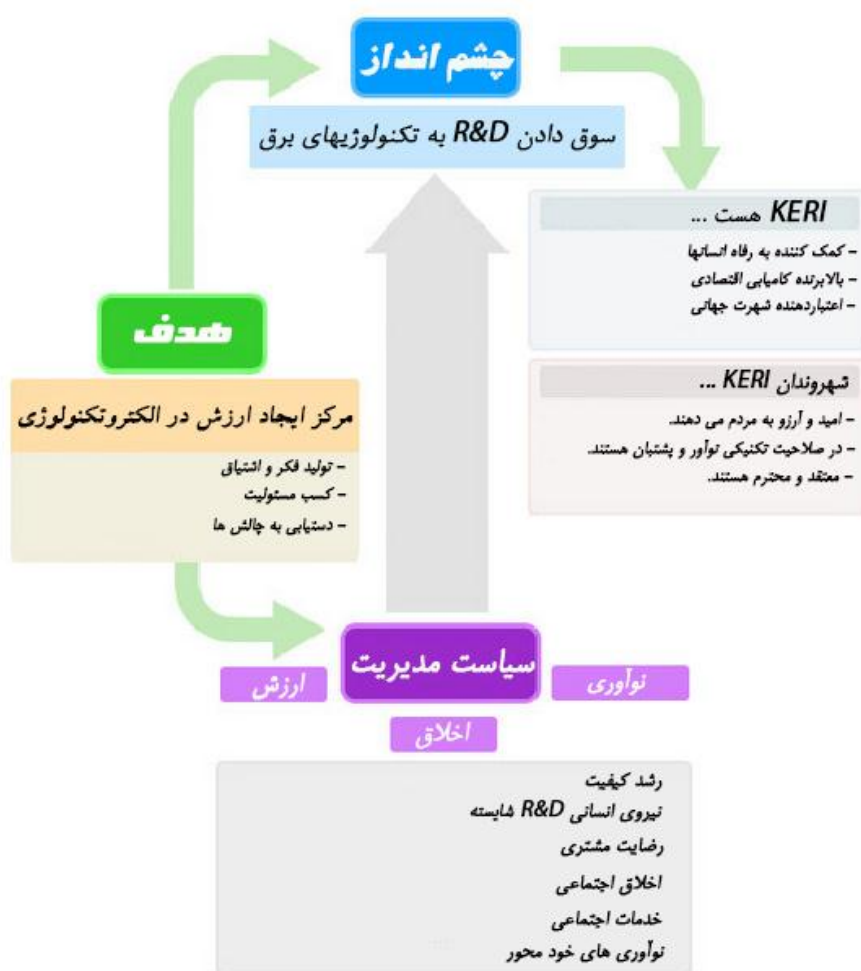 چشم انداز
سوق دادن R&D به تکنولوژیهای برق
KERI هست ...
- کمک کننده به رفاه انسانها
- بالابرنده کامیابی اقتصادی
- اعتباردهنده شهرت جهانی
شهروندان KERI ...
- امید و آرزو به مردم می دهند.
- در صلاحیت تکنیکی نوآور و پشتبان هستند.
- معتقد و محترم هستند.
هدف
مرکز ایجاد ارزش در الکتروتکنولوژی
- تولید فکر و اشتیاق
- کسب مسئولیت
- دستیابی به چالش ها
سیاست مدیریت
نوآوری
ارزش
اخلاق
رشد کیفیت
نیروی انسانی R&D شایسته
رضایت مشتری
اخلاق اجتماعی
خدمات اجتماعی
نوآوری های خود محور